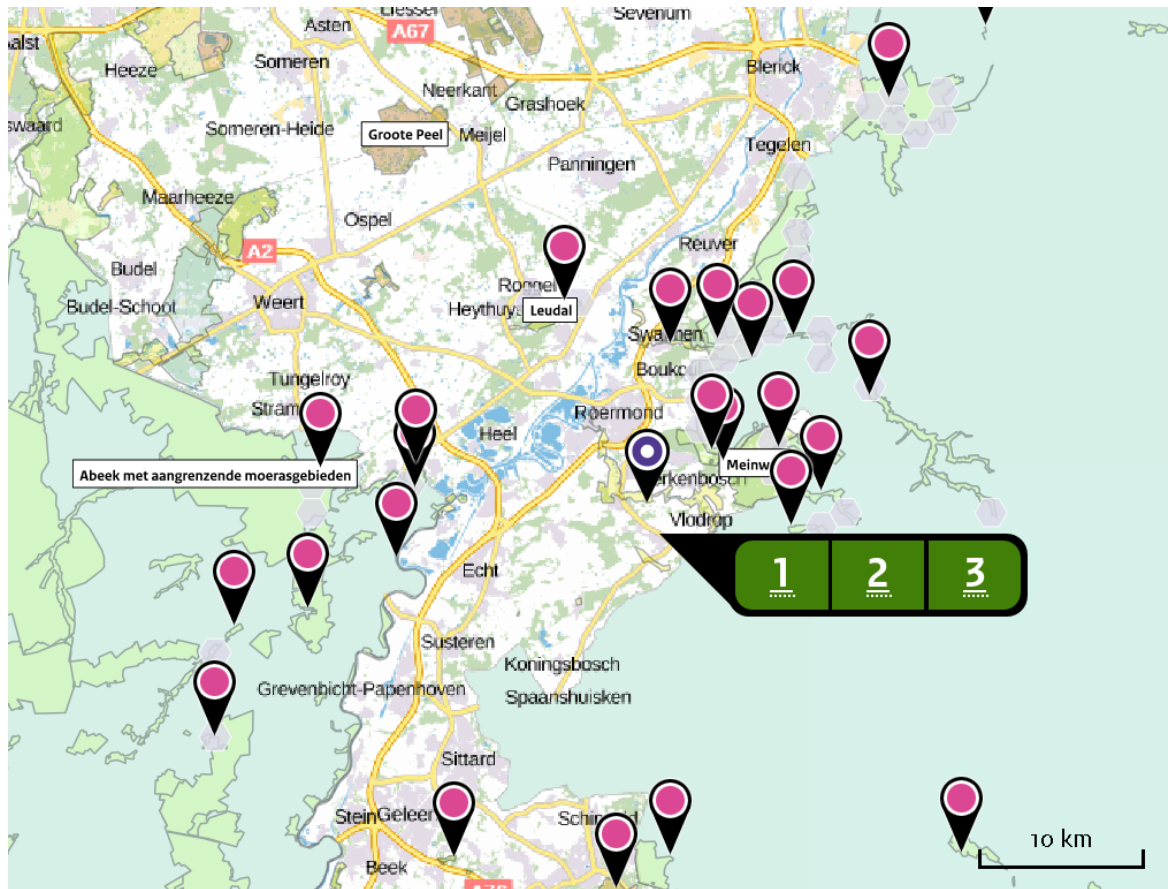 Sevenum
Asten
A67
Someren
Blerick
Heeze
Neerkant
Grashoek
Someren-Heide
Groote Peel
Meijel
Tegelen
Panningen
Maarheeze
Ospel
A2
Reuver
Budel
Budel-Schoot
Weert
Leudal
Tungelroy
Roermond
Heel
Abeek met aangrenzende moerasgebieden
Vlodrop
1 2 3
Echt
Susteren
Koningsbosch
Grevenbicht-Papenhoven
Spaanshuisken
Sittard
Stein
Geleen
10 km
Beek